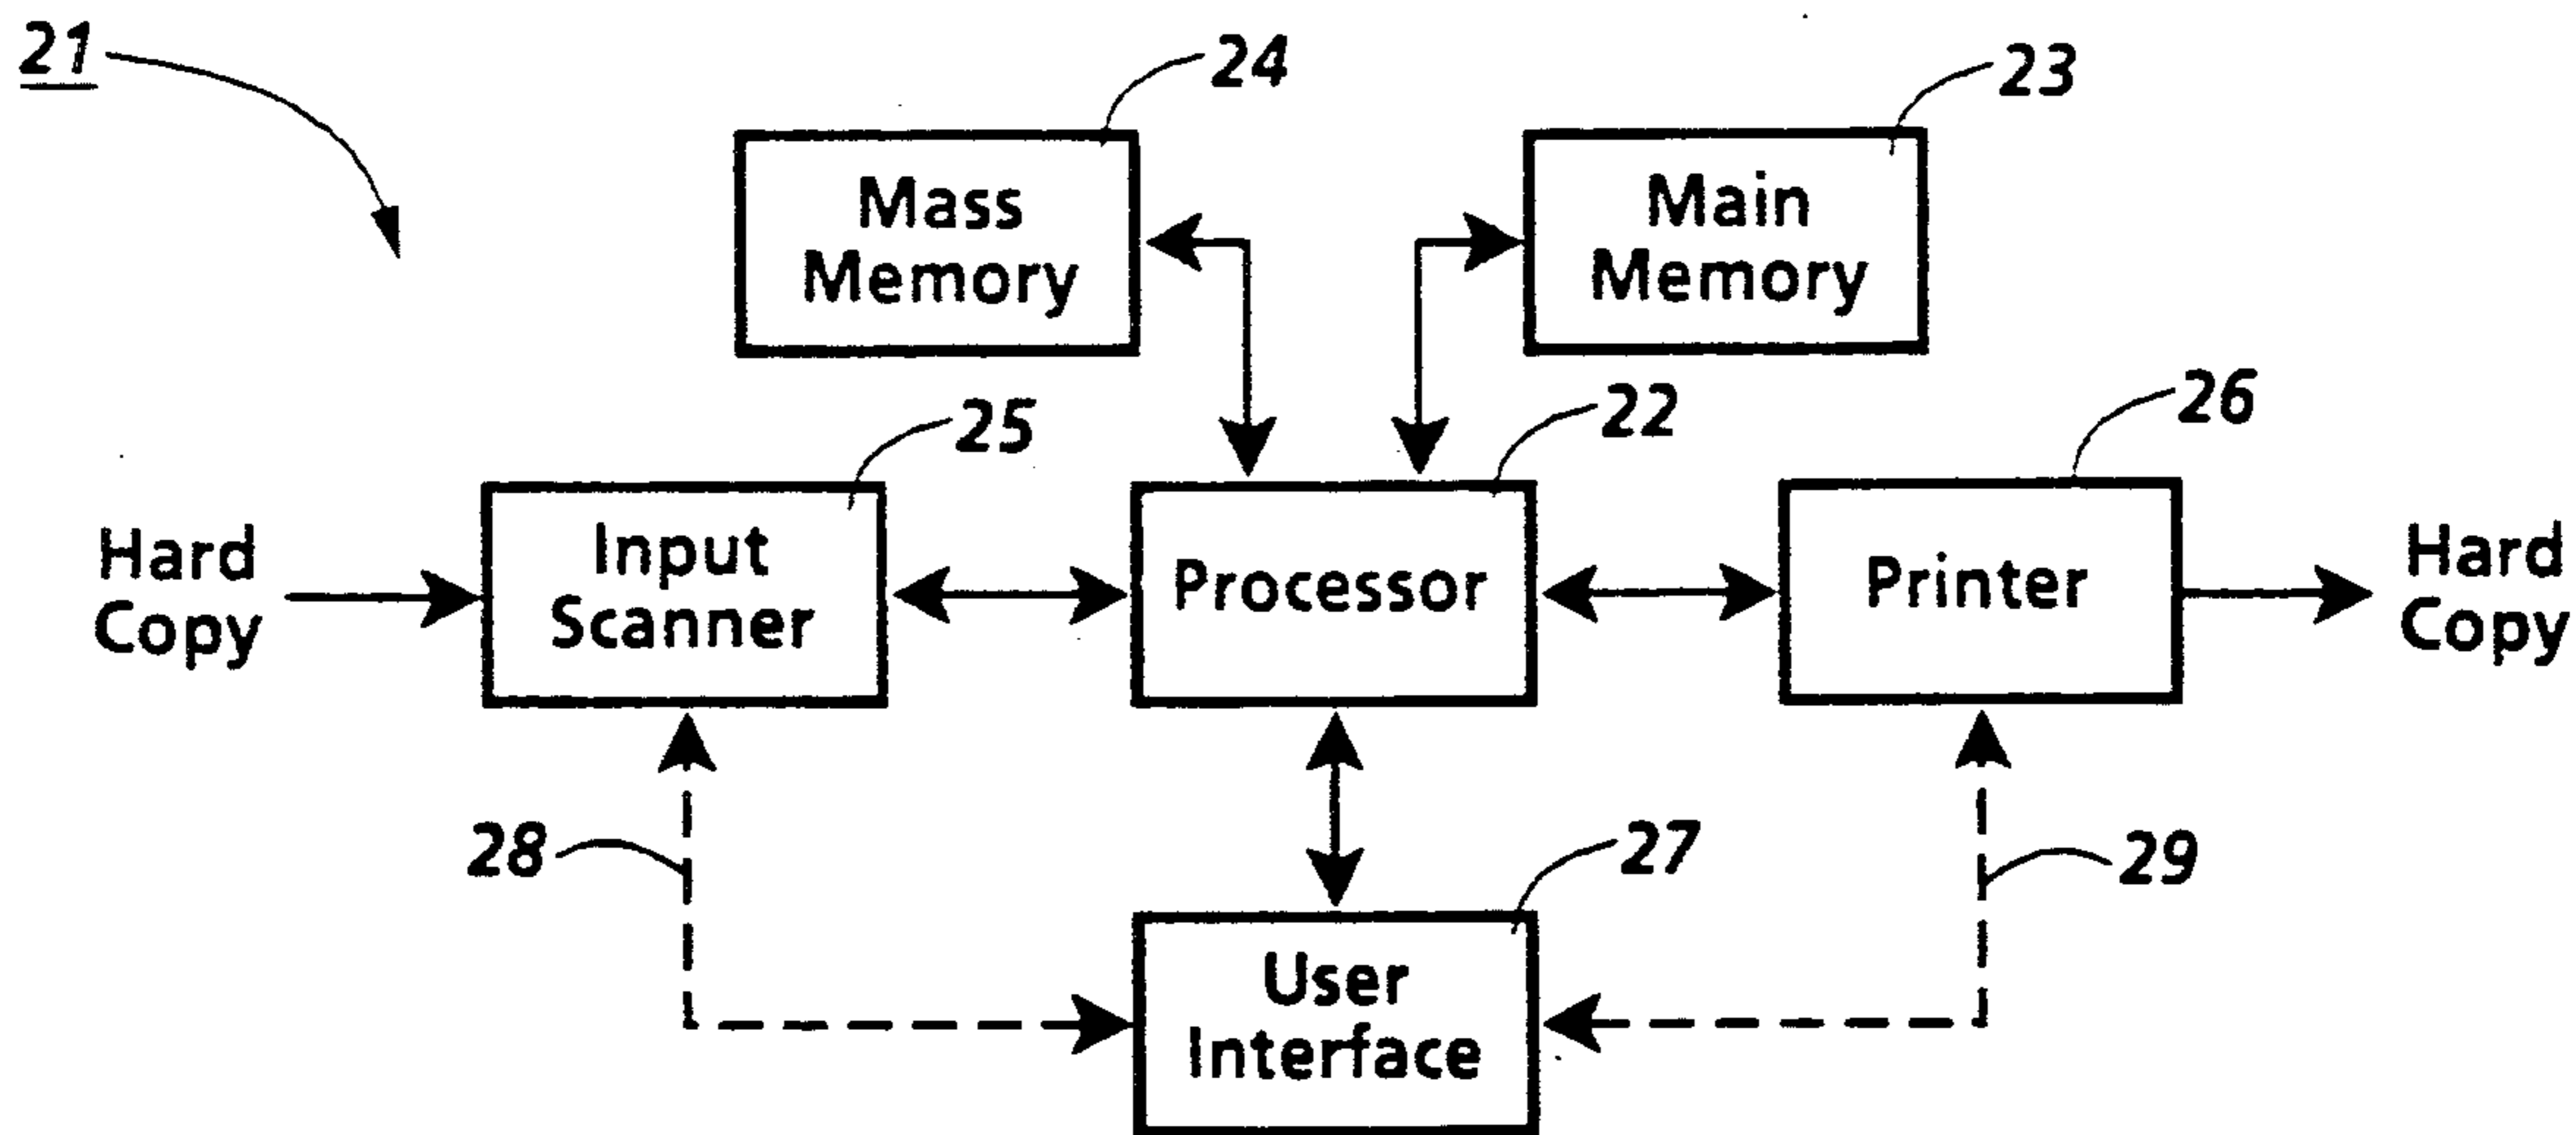 21
24
23
Mass
Memory
Main
Memory
25
22
26
Hard
Copy
Input
Scanner
Processor
Printer
Hard
Copy
28
27
29
User
Interface